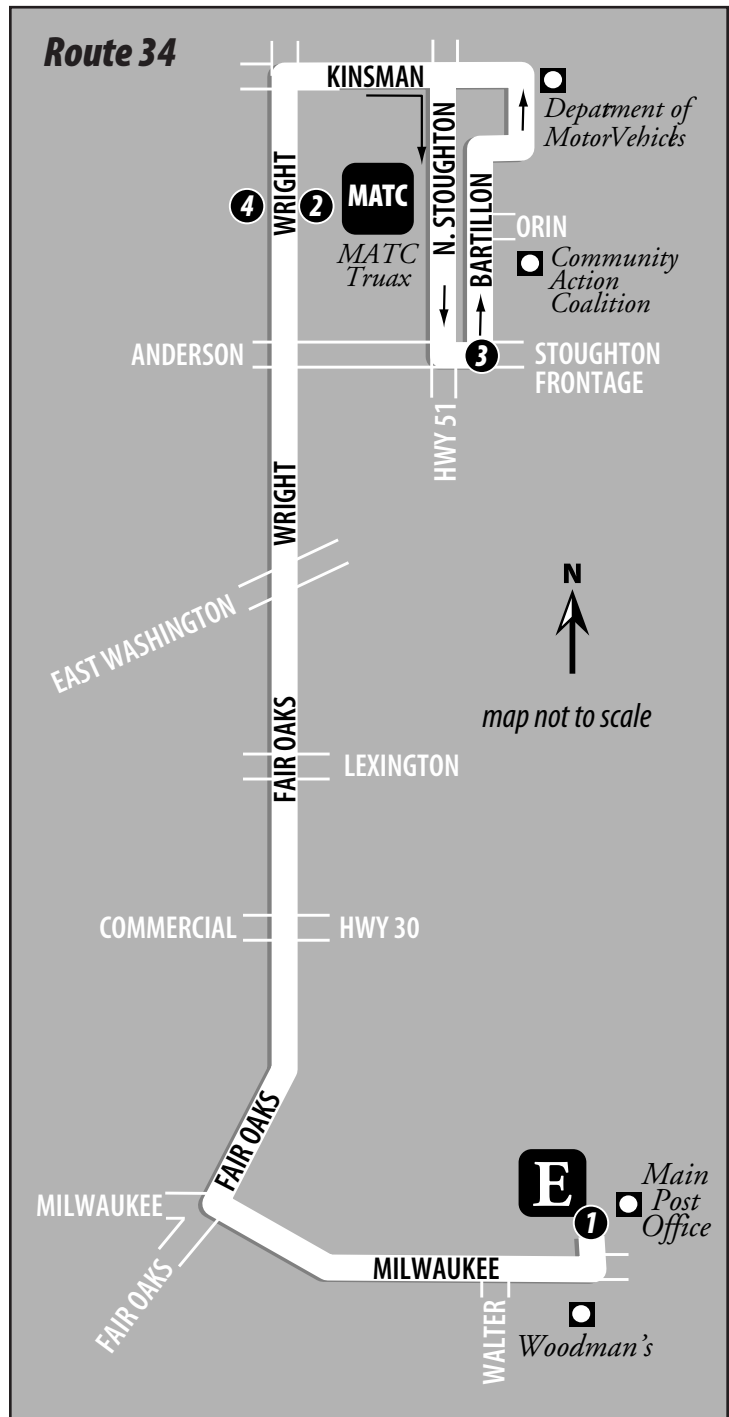 Route 34
KINSMAN
Depatment of
MotorVehicles
WRIGHT
4
2
MATC
N. STOUGHTON
BARTILLON
ORIN
MATC
Truax
Community
Action
Coalition
ANDERSON
3
STOUGHTON
FRONTAGE
HWY 51
WRIGHT
EAST WASHINGTON
N
map not to scale
FAIR OAKS
LEXINGTON
COMMERCIAL
HWY 30
FAIR OAKS
MILWAUKEE
E
1
Main
Post
Office
FAIR OAKS
MILWAUKEE
WALTER
Woodman's